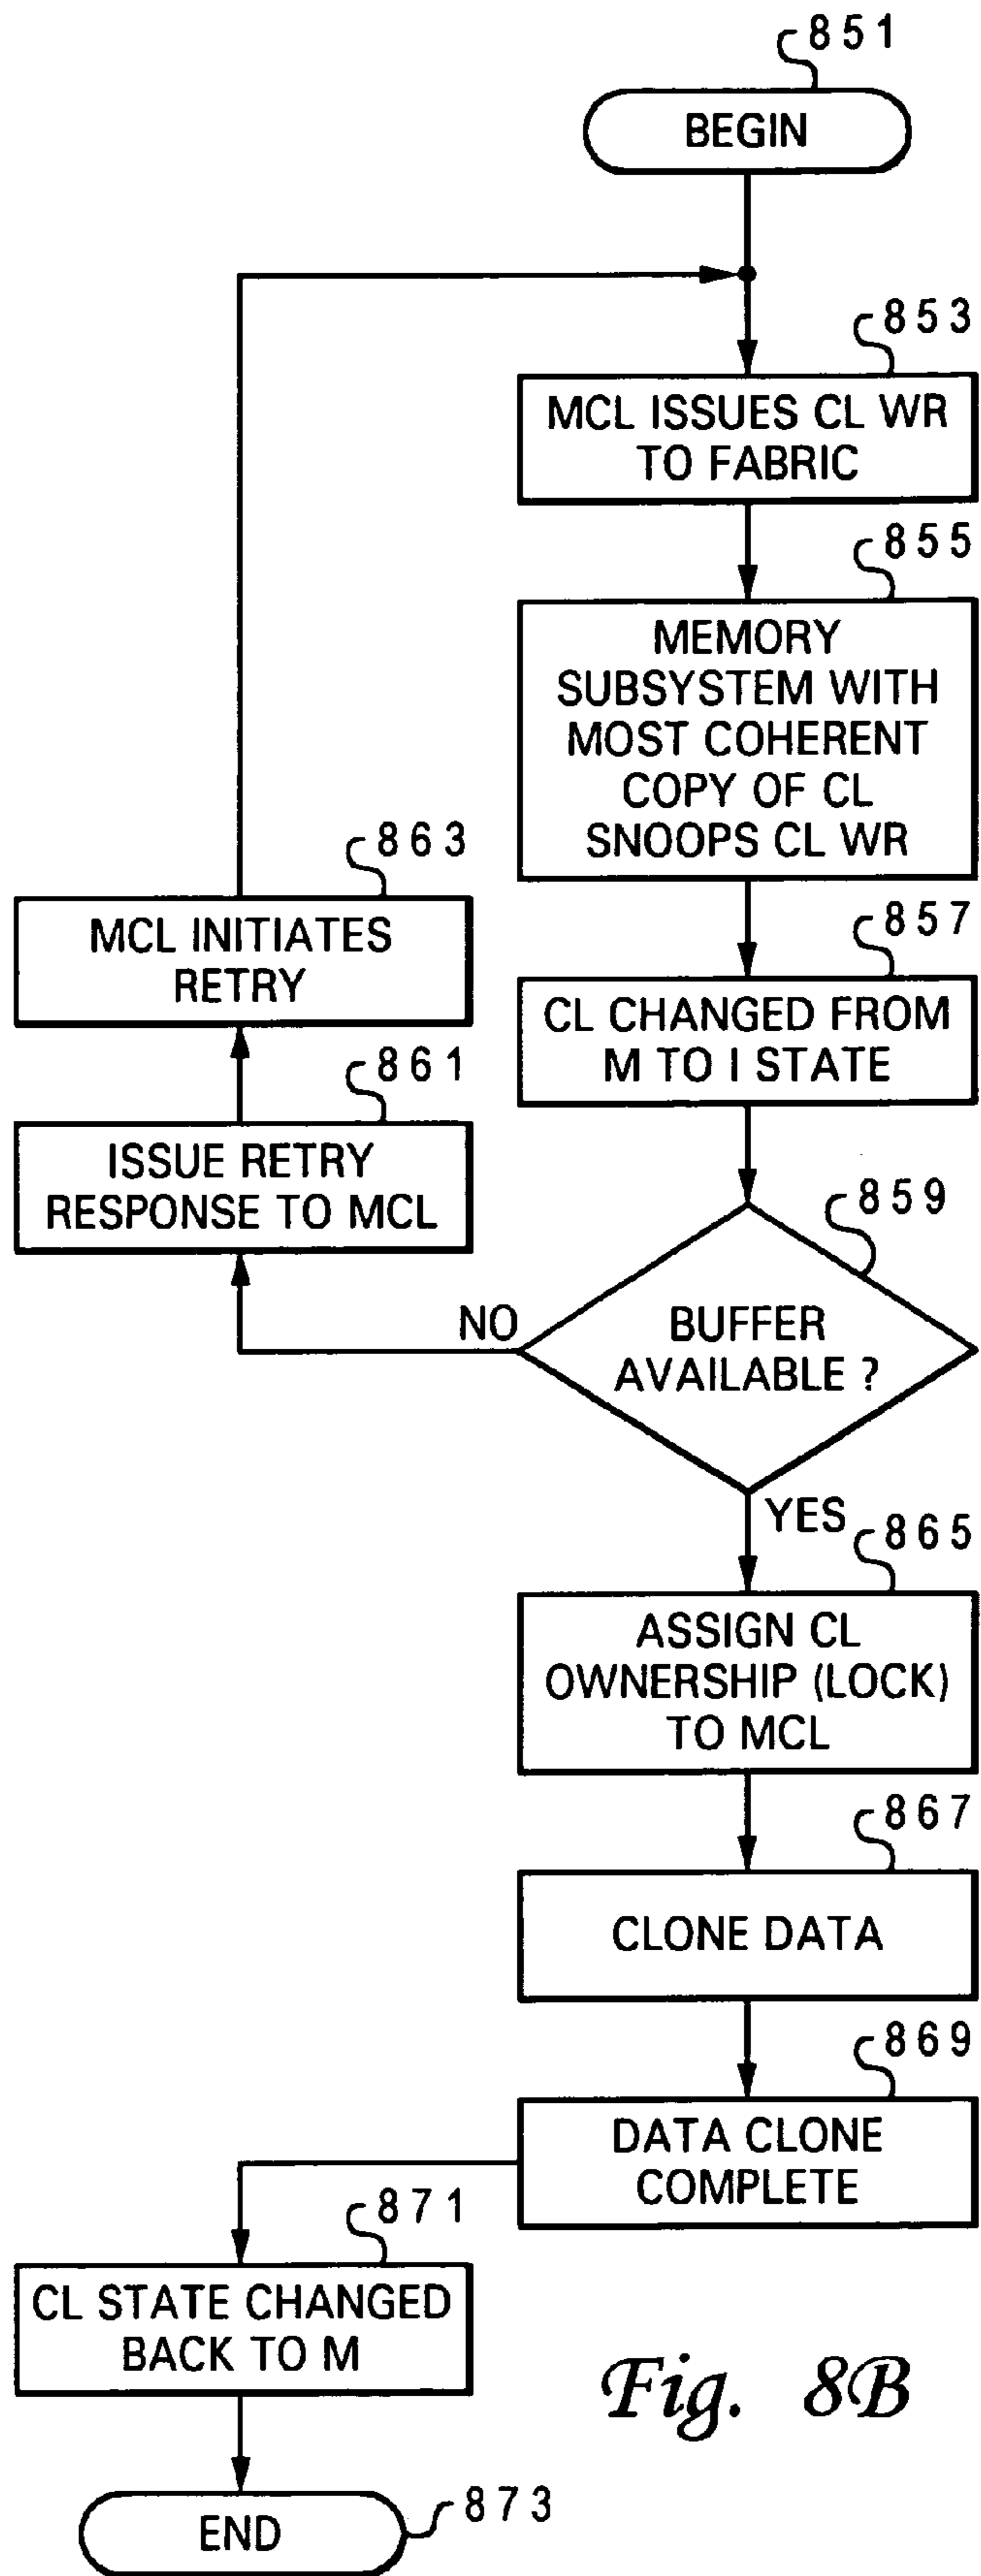 851
BEGIN
853
MCL ISSUES CL WR
TO FABRIC
855
MEMORY
SUBSYSTEM WITH
MOST COHERENT
COPY OF CL
SNOOPS CL WR
863
MCL INITIATES
RETRY
857
CL CHANGED FROM
M TO I STATE
861
ISSUE RETRY
RESPONSE TO MCL
859
NO
BUFFER
AVAILABLE ?
YES
865
ASSIGN CL
OWNERSHIP (LOCK)
TO MCL
867
CLONE DATA
869
DATA CLONE
COMPLETE
871
CL STATE CHANGED
BACK TO M
Fig. 8B
END
873